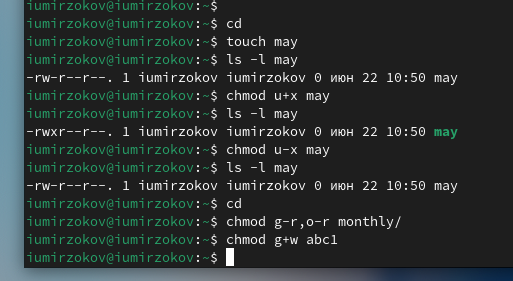 iumirzokov@iumirzokov:~$
iumirzokov@iumirzokov:~$ cd
iumirzokov@iumirzokov:~$ touch may
iumirzokov@iumirzokov:~$ ls -l may
-rw-r--r--. 1 iumirzokov iumirzokov 0 июн 22 10:50 may
iumirzokov@iumirzokov:~$ chmod u+x may
iumirzokov@iumirzokov:~$ ls -l may
-rwxr--r--. 1 iumirzokov iumirzokov 0 июн 22 10:50 may
iumirzokov@iumirzokov:~$ chmod u-x may
iumirzokov@iumirzokov:~$ ls -l may
-rw-r--r--. 1 iumirzokov iumirzokov 0 июн 22 10:50 may
iumirzokov@iumirzokov:~$ cd
iumirzokov@iumirzokov:~$ chmod g-r,o-r monthly/
iumirzokov@iumirzokov:~$ chmod g+w abc1
iumirzokov@iumirzokov:~$